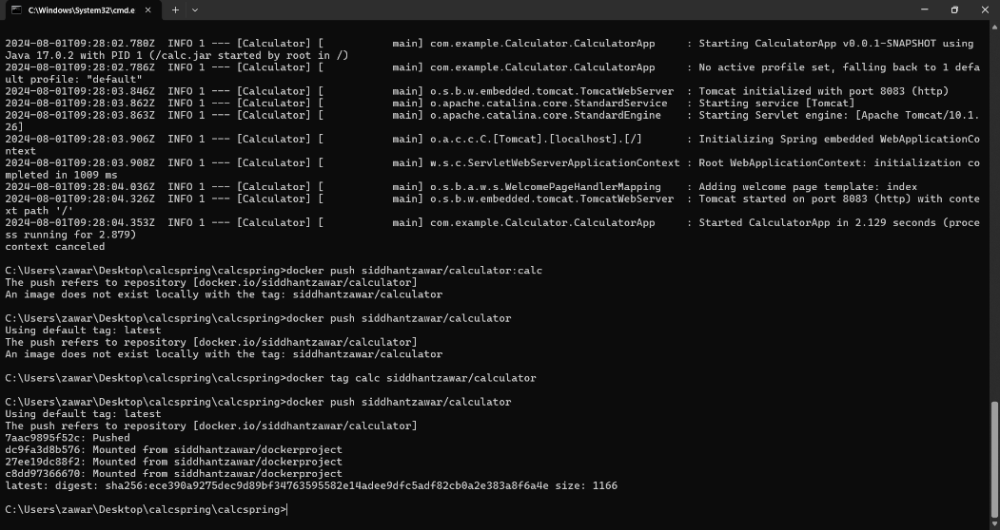 C:\Windows\System32\cmd.e
2024-08-01T09:28:02.780Z  INFO 1 --- [Calculator] [           main] com.example.Calculator.CalculatorApp     : Starting CalculatorApp v0.0.1-SNAPSHOT using
Java 17.0.2 with PID 1 (/calc.jar started by root in /)
2024-08-01T09:28:02.786Z  INFO 1 --- [Calculator] [           main] com.example.Calculator.CalculatorApp     : No active profile set, falling back to 1 defa
ult profile: "default"
2024-08-01T09:28:03.846Z  INFO 1 --- [Calculator] [           main] o.s.b.w.embedded.tomcat.TomcatWebServer  : Tomcat initialized with port 8083 (http)
2024-08-01T09:28:03.862Z  INFO 1 --- [Calculator] [           main] o.apache.catalina.core.StandardService   : Starting service [Tomcat]
2024-08-01T09:28:03.863Z  INFO 1 --- [Calculator] [           main] o.apache.catalina.core.StandardEngine    : Starting Servlet engine: [Apache Tomcat/10.1.
26]
2024-08-01T09:28:03.906Z  INFO 1 --- [Calculator] [           main] o.a.c.c.C.[Tomcat].[localhost].[/]       : Initializing Spring embedded WebApplicationCo
ntext
2024-08-01T09:28:03.908Z  INFO 1 --- [Calculator] [           main] w.s.c.ServletWebServerApplicationContext : Root WebApplicationContext: initialization co
mpleted in 1009 ms
2024-08-01T09:28:04.036Z  INFO 1 --- [Calculator] [           main] o.s.b.a.w.s.WelcomePageHandlerMapping    : Adding welcome page template: index
2024-08-01T09:28:04.326Z  INFO 1 --- [Calculator] [           main] o.s.b.w.embedded.tomcat.TomcatWebServer  : Tomcat started on port 8083 (http) with conte
xt path '/'
2024-08-01T09:28:04.353Z  INFO 1 --- [Calculator] [           main] com.example.Calculator.CalculatorApp     : Started CalculatorApp in 2.129 seconds (proce
ss running for 2.879)
context canceled
C:\Users\zawar\Desktop\calcspring\calcspring>docker push siddhantzawar/calculator:calc
The push refers to repository [docker.io/siddhantzawar/calculator]
An image does not exist locally with the tag: siddhantzawar/calculator
C:\Users\zawar\Desktop\calcspring\calcspring>docker push siddhantzawar/calculator
Using default tag: latest
The push refers to repository [docker.io/siddhantzawar/calculator]
An image does not exist locally with the tag: siddhantzawar/calculator
C:\Users\zawar\Desktop\calcspring\calcspring>docker tag calc siddhantzawar/calculator
C:\Users\zawar\Desktop\calcspring\calcspring>docker push siddhantzawar/calculator
Using default tag: latest
The push refers to repository [docker.io/siddhantzawar/calculator]
7aac9895f52c: Pushed
dc9fa3d8b576: Mounted from siddhantzawar/dockerproject
27ee19dc88f2: Mounted from siddhantzawar/dockerproject
c8dd97366670: Mounted from siddhantzawar/dockerproject
latest: digest: sha256:ece390a9275dec9d89bf34763595582e14adee9dfc5adf82cb0a2e383a8f6a4e size: 1166
C:\Users\zawar\Desktop\calcspring\calcspring>